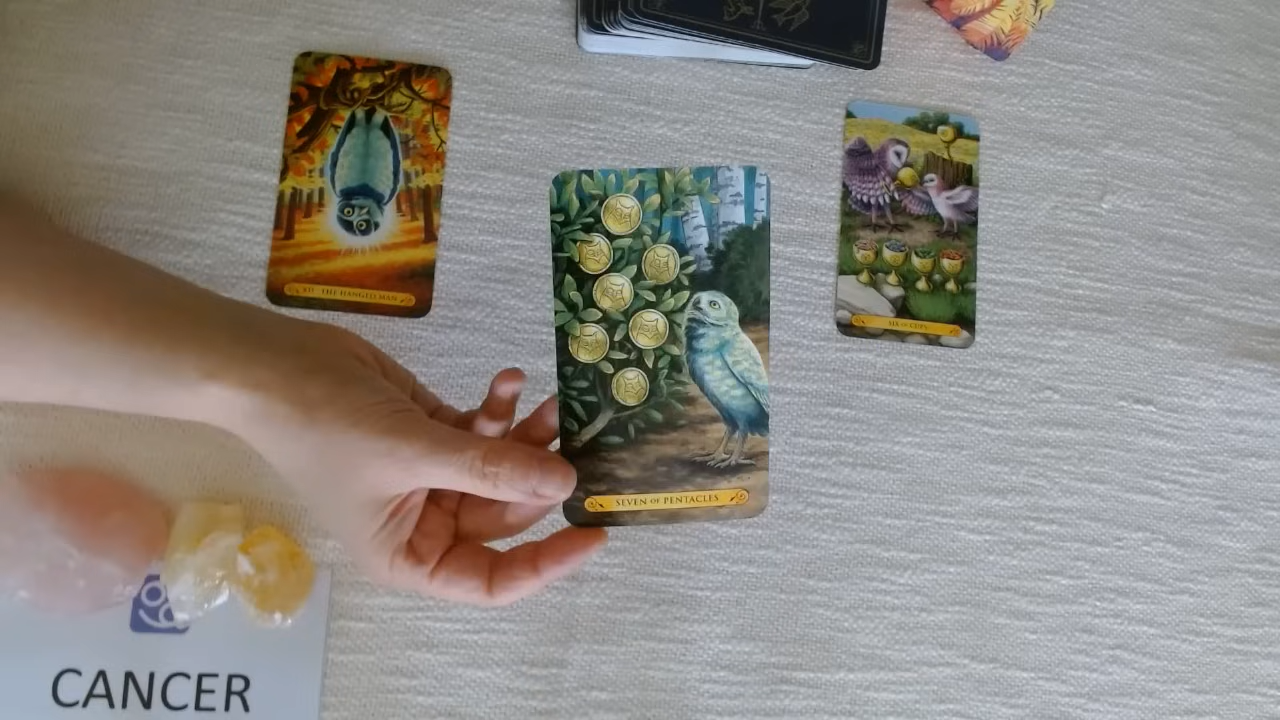 XII · THE HANGED MAN
SEVEN OF PENTACLES
SIX OF CUPS
CANCER